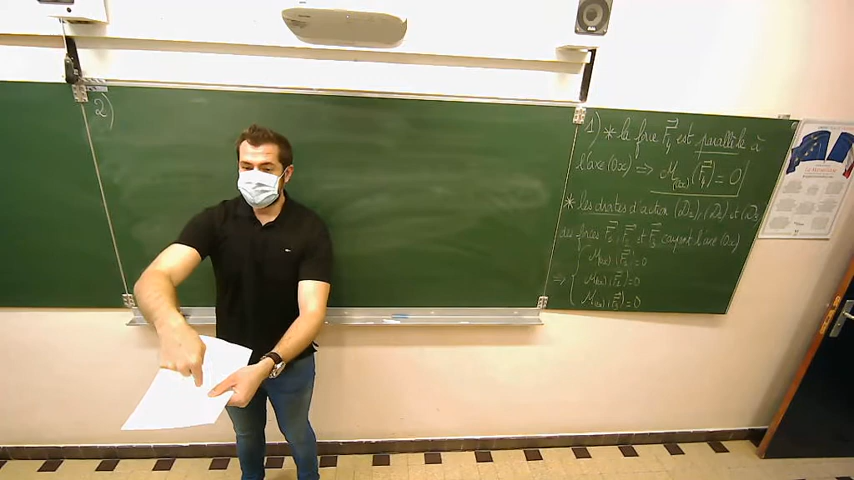 2)
1) * la force F⃗₄ est parallèle à
l'axe (Ox) ⇒ M(Ox) (F⃗₄) = 0
* les droites d'action (D₁), (D₂) et (D₃)
des forces F⃗₁, F⃗₂ et F⃗₃ coupent l'axe (Ox)
⇒ { M(Ox) (F⃗₁) = 0
M(Ox) (F⃗₂) = 0
M(Ox) (F⃗₃) = 0